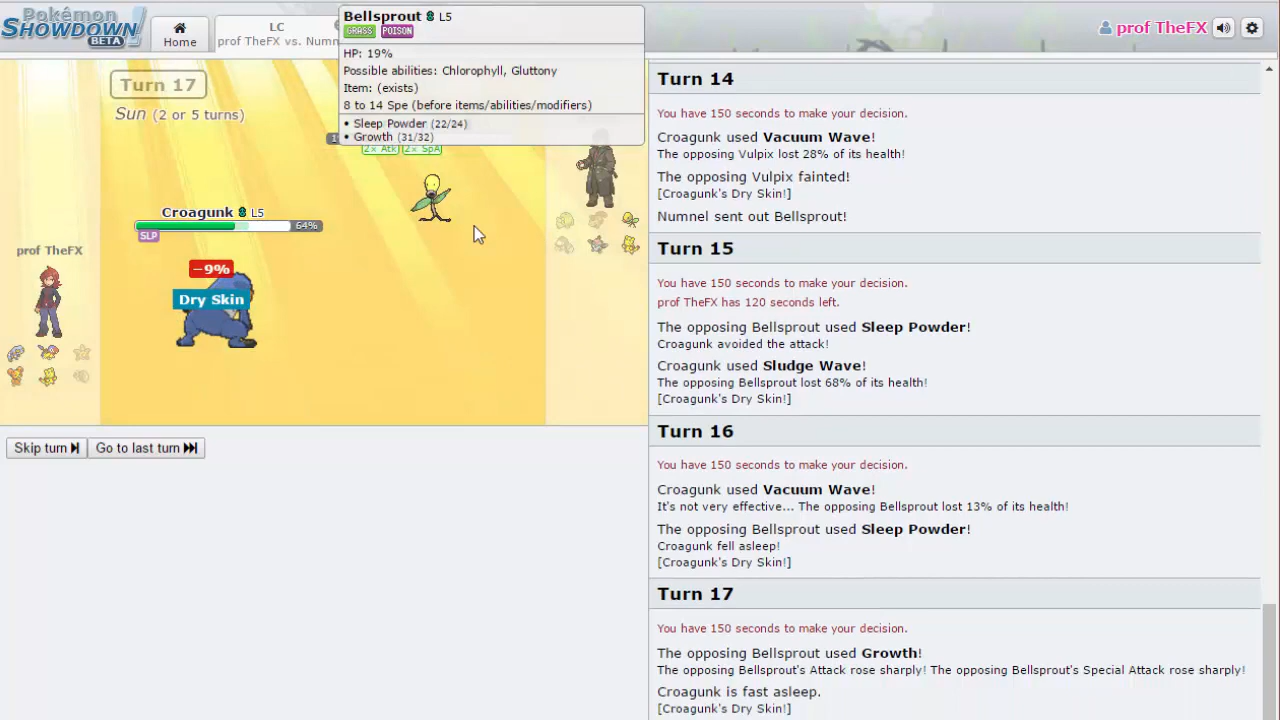 Pokémon
SHOWDOWN
BETA
Home
LC
prof TheFX vs. Numn
prof TheFX
Bellsprout L5
GRASS POISON
HP: 19%
Possible abilities: Chlorophyll, Gluttony
Item: (exists)
8 to 14 Spe (before items/abilities/modifiers)
• Sleep Powder (22/24)
• Growth (31/32)
2× Atk 2× SpA
Turn 17
Sun (2 or 5 turns)
Croagunk L5
64%
SLP
prof TheFX
−9%
Dry Skin
Skip turn
Go to last turn
Turn 14
You have 150 seconds to make your decision.
Croagunk used Vacuum Wave!
The opposing Vulpix lost 28% of its health!
The opposing Vulpix fainted!
[Croagunk's Dry Skin!]
Numnel sent out Bellsprout!
Turn 15
You have 150 seconds to make your decision.
prof TheFX has 120 seconds left.
The opposing Bellsprout used Sleep Powder!
Croagunk avoided the attack!
Croagunk used Sludge Wave!
The opposing Bellsprout lost 68% of its health!
[Croagunk's Dry Skin!]
Turn 16
You have 150 seconds to make your decision.
Croagunk used Vacuum Wave!
It's not very effective... The opposing Bellsprout lost 13% of its health!
The opposing Bellsprout used Sleep Powder!
Croagunk fell asleep!
[Croagunk's Dry Skin!]
Turn 17
You have 150 seconds to make your decision.
The opposing Bellsprout used Growth!
The opposing Bellsprout's Attack rose sharply! The opposing Bellsprout's Special Attack rose sharply!
Croagunk is fast asleep.
[Croagunk's Dry Skin!]